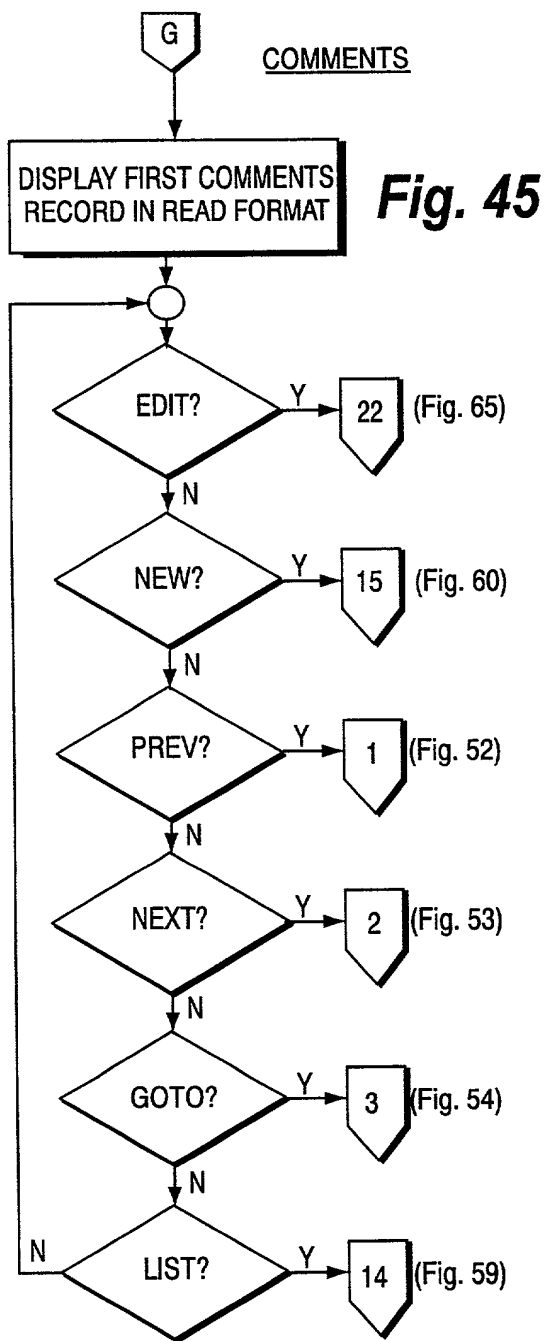 G
COMMENTS
DISPLAY FIRST COMMENTS
RECORD IN READ FORMAT
Fig. 45
EDIT?
Y
22
(Fig. 65)
N
NEW?
Y
15
(Fig. 60)
N
PREV?
Y
1
(Fig. 52)
N
NEXT?
Y
2
(Fig. 53)
N
GOTO?
Y
3
(Fig. 54)
N
N
LIST?
Y
14
(Fig. 59)